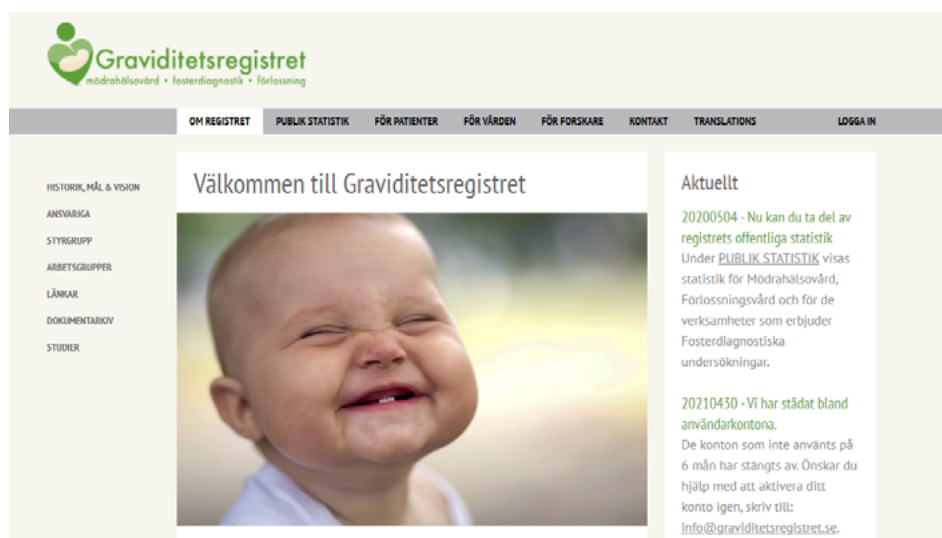 Graviditetsregistret
mödrahälsovård • fosterdiagnostik • förlossning
OM REGISTRET PUBLIK STATISTIK FÖR PATIENTER FÖR VÅRDEN FÖR FORSKARE KONTAKT TRANSLATIONS LOGGA IN
HISTORIK, MÅL & VISION
ANSVARIGA
STYRGRUPP
ARBETSGRUPPER
LÄNKAR
DOKUMENTARKIV
STUDIER
Välkommen till Graviditetsregistret
Aktuellt
20200504 - Nu kan du ta del av
registrets offentliga statistik
Under PUBLIK STATISTIK visas
statistik för Mödrahälsovård,
Förlossningsvård och för de
verksamheter som erbjuder
Fosterdiagnostiska
undersökningar.
20210430 - Vi har städat bland
användarkontona.
De konton som inte använts på
6 mån har stängts av. Önskar du
hjälp med att aktivera ditt
konto igen, skriv till:
info@graviditetsregistret.se.